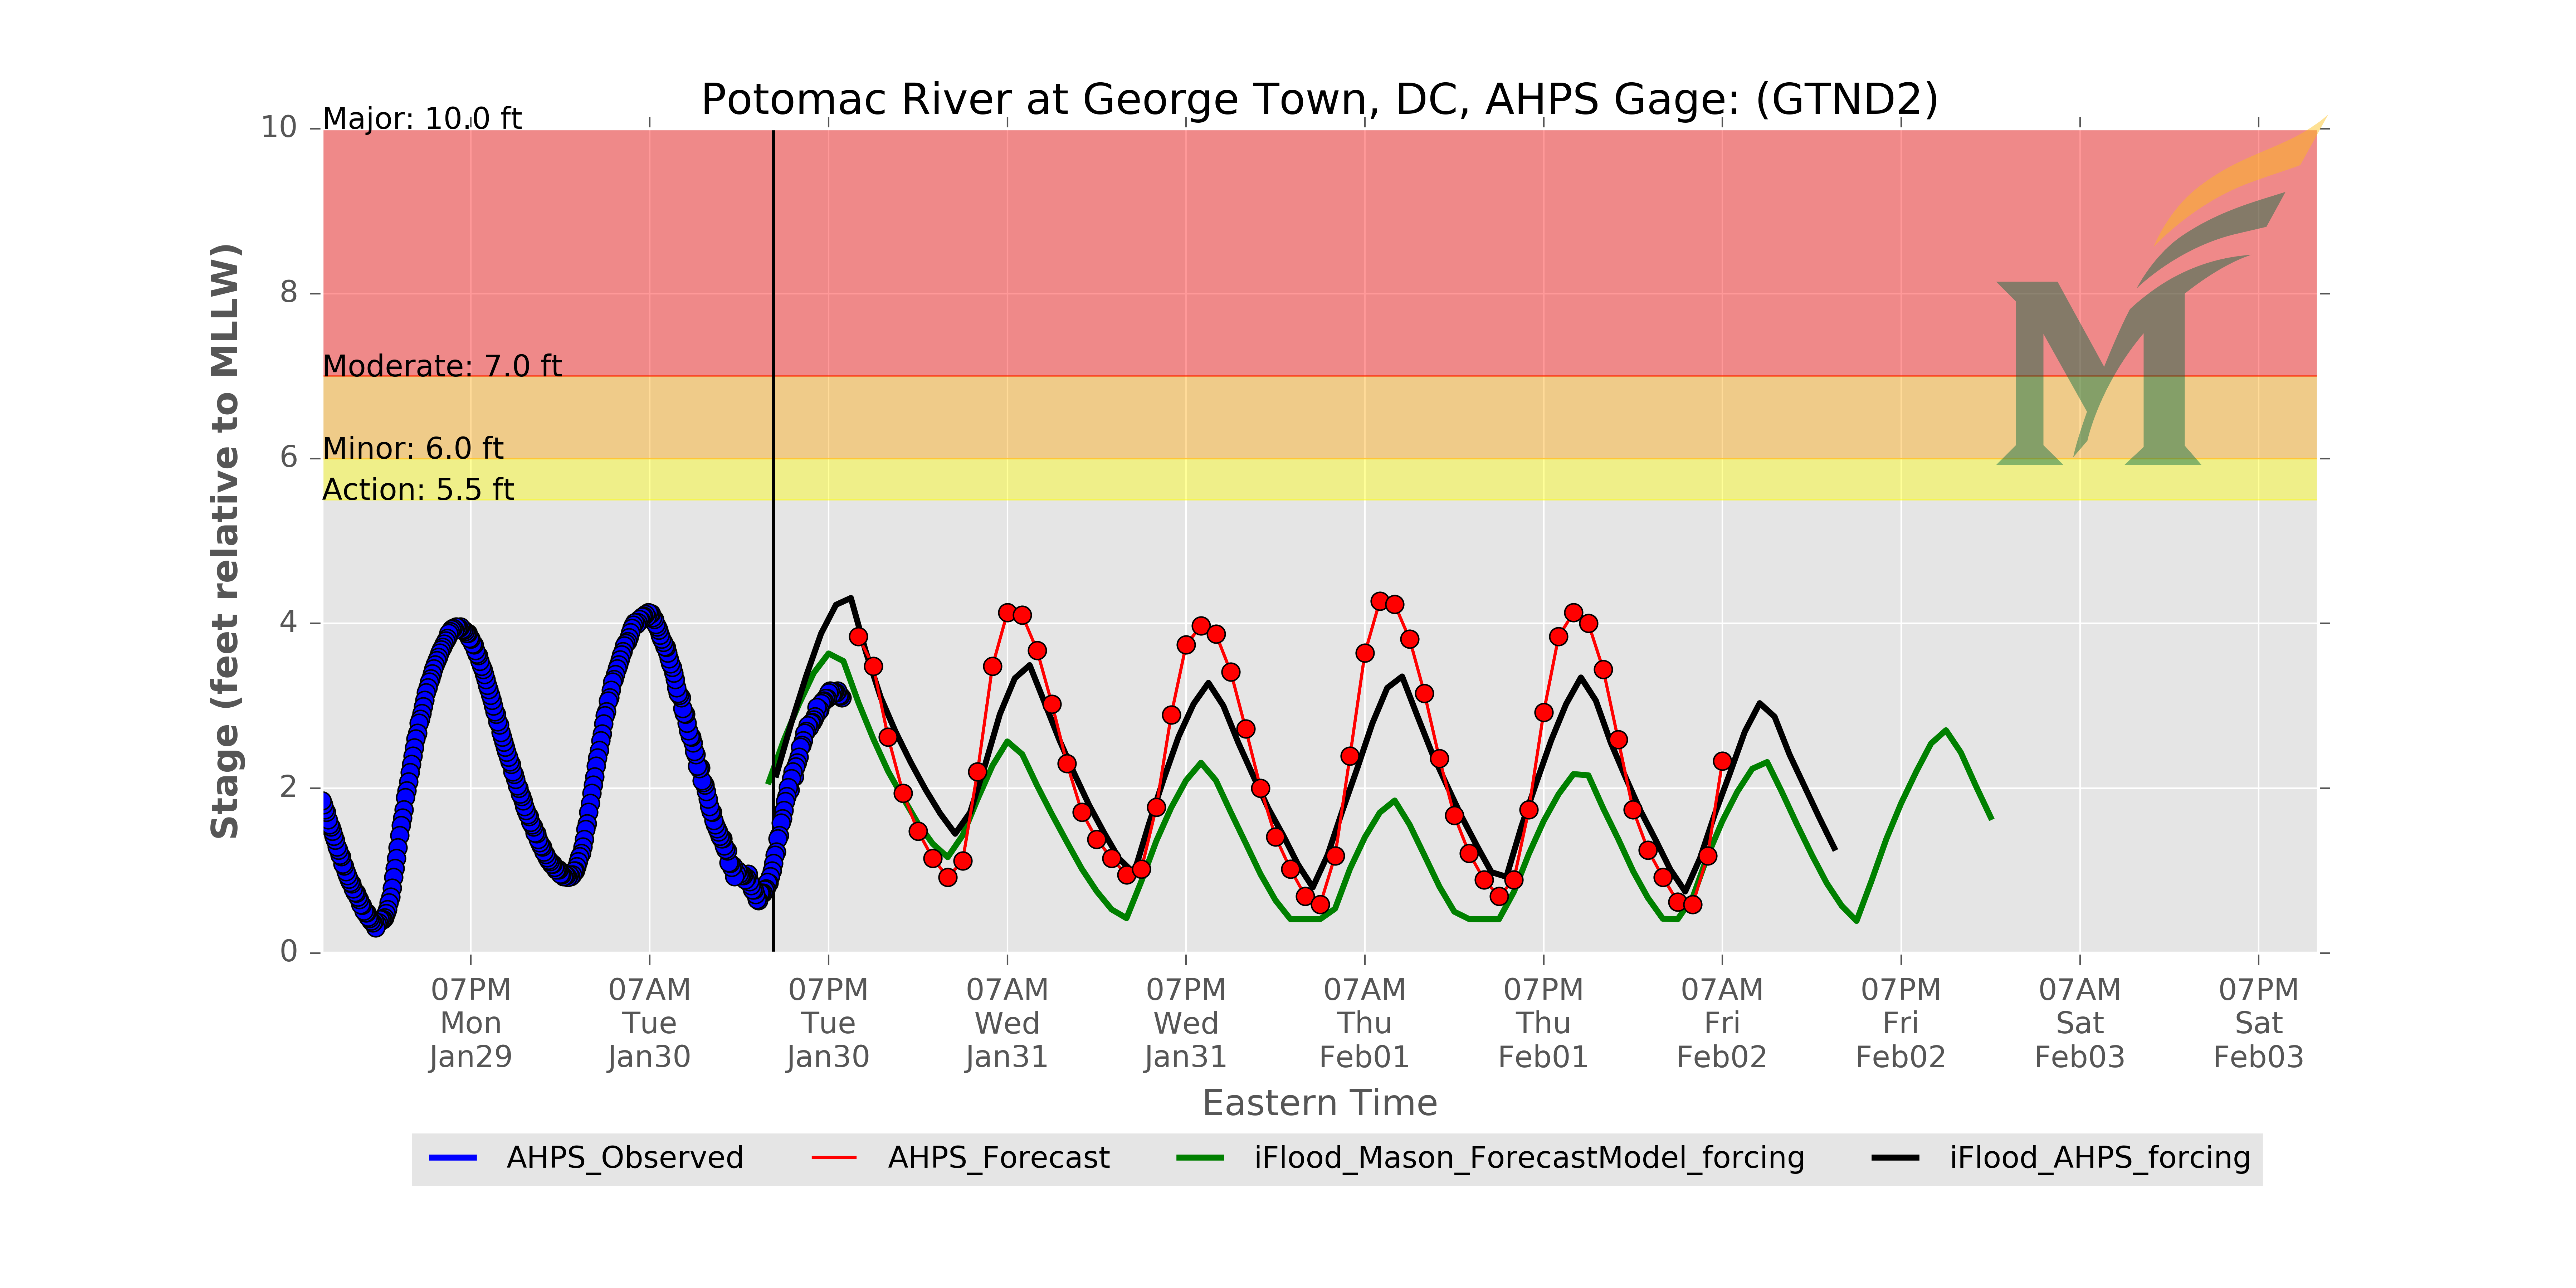 Potomac River at George Town, DC, AHPS Gage: (GTND2)
Major: 10.0 ft
Moderate: 7.0 ft
Minor: 6.0 ft
Action: 5.5 ft
Stage (feet relative to MLLW)
10
8
6
4
2
0
07PM 07AM 07PM 07AM 07PM 07AM 07PM 07AM 07PM 07AM 07PM
Mon Tue Tue Wed Wed Thu Thu Fri Fri Sat Sat
Jan29 Jan30 Jan30 Jan31 Jan31 Feb01 Feb01 Feb02 Feb02 Feb03 Feb03
Eastern Time
AHPS_Observed AHPS_Forecast iFlood_Mason_ForecastModel_forcing iFlood_AHPS_forcing